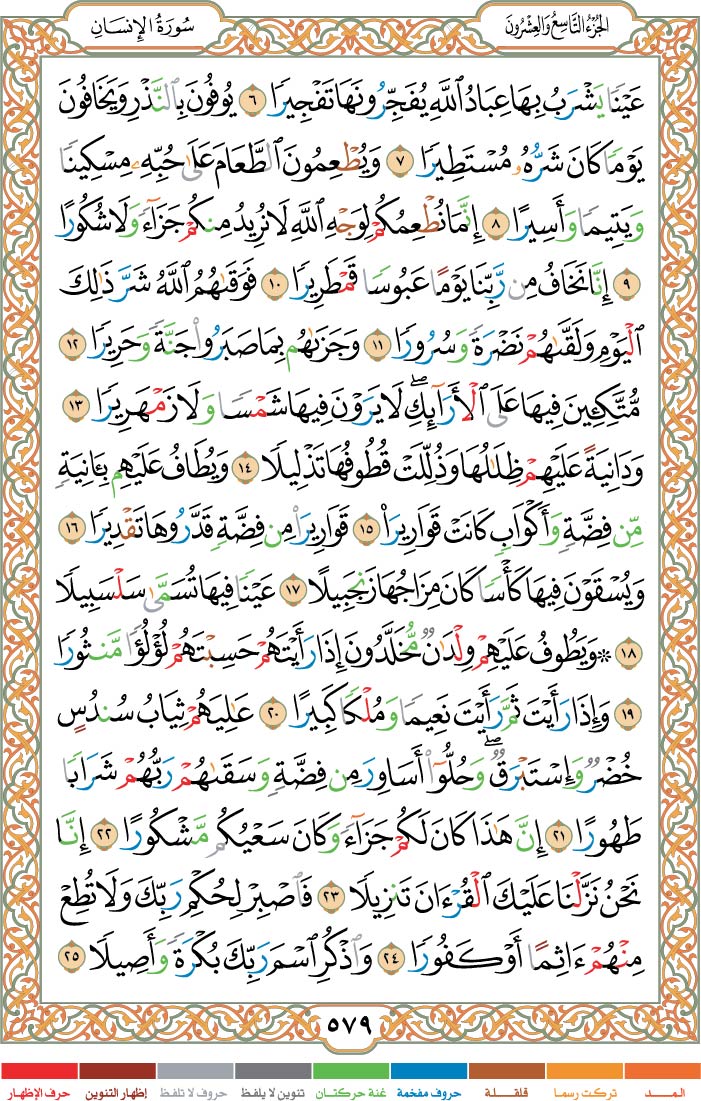 الجُزْءُ التَّاسِعُ وَالعِشْرُونَ
سُورَةُ الإِنسَانِ
عَيْنٗا يَشۡرَبُ بِهَا عِبَادُ ٱللَّهِ يُفَجِّرُونَهَا تَفۡجِيرٗا ٦ يُوفُونَ بِٱلنَّذۡرِ وَيَخَافُونَ
يَوۡمٗا كَانَ شَرُّهُۥ مُسۡتَطِيرٗا ٧ وَيُطۡعِمُونَ ٱلطَّعَامَ عَلَىٰ حُبِّهِۦ مِسۡكِينٗا
وَيَتِيمٗا وَأَسِيرًا ٨ إِنَّمَا نُطۡعِمُكُمۡ لِوَجۡهِ ٱللَّهِ لَا نُرِيدُ مِنكُمۡ جَزَآءٗ وَلَا شُكُورًا
٩ إِنَّا نَخَافُ مِن رَّبِّنَا يَوۡمًا عَبُوسٗا قَمۡطَرِيرٗا ١٠ فَوَقَىٰهُمُ ٱللَّهُ شَرَّ ذَٰلِكَ
ٱلۡيَوۡمِ وَلَقَّىٰهُمۡ نَضۡرَةٗ وَسُرُورٗا ١١ وَجَزَىٰهُم بِمَا صَبَرُواْ جَنَّةٗ وَحَرِيرٗا ١٢
مُّتَّكِـِٔينَ فِيهَا عَلَى ٱلۡأَرَآئِكِۖ لَا يَرَوۡنَ فِيهَا شَمۡسٗا وَلَا زَمۡهَرِيرٗا ١٣
وَدَانِيَةً عَلَيۡهِمۡ ظِلَٰلُهَا وَذُلِّلَتۡ قُطُوفُهَا تَذۡلِيلٗا ١٤ وَيُطَافُ عَلَيۡهِم بِـَٔانِيَةٖ
مِّن فِضَّةٖ وَأَكۡوَابٖ كَانَتۡ قَوَارِيرَا۠ ١٥ قَوَارِيرَاْ مِن فِضَّةٖ قَدَّرُوهَا تَقۡدِيرٗا ١٦
وَيُسۡقَوۡنَ فِيهَا كَأۡسٗا كَانَ مِزَاجُهَا زَنجَبِيلًا ١٧ عَيۡنٗا فِيهَا تُسَمَّىٰ سَلۡسَبِيلٗا
١٨ ۞وَيَطُوفُ عَلَيۡهِمۡ وِلۡدَٰنٞ مُّخَلَّدُونَ إِذَا رَأَيۡتَهُمۡ حَسِبۡتَهُمۡ لُؤۡلُؤٗا مَّنثُورٗا
١٩ وَإِذَا رَأَيۡتَ ثَمَّ رَأَيۡتَ نَعِيمٗا وَمُلۡكٗا كَبِيرًا ٢٠ عَٰلِيَهُمۡ ثِيَابُ سُندُسٍ
خُضۡرٞ وَإِسۡتَبۡرَقٞۖ وَحُلُّوٓاْ أَسَاوِرَ مِن فِضَّةٖ وَسَقَىٰهُمۡ رَبُّهُمۡ شَرَابٗا
طَهُورًا ٢١ إِنَّ هَٰذَا كَانَ لَكُمۡ جَزَآءٗ وَكَانَ سَعۡيُكُم مَّشۡكُورًا ٢٢ إِنَّا
نَحۡنُ نَزَّلۡنَا عَلَيۡكَ ٱلۡقُرۡءَانَ تَنزِيلٗا ٢٣ فَٱصۡبِرۡ لِحُكۡمِ رَبِّكَ وَلَا تُطِعۡ
مِنۡهُمۡ ءَاثِمًا أَوۡ كَفُورٗا ٢٤ وَٱذۡكُرِ ٱسۡمَ رَبِّكَ بُكۡرَةٗ وَأَصِيلٗا ٢٥
٥٧٩
المـــد تركت رسما قلقـلـة حروف مفخمة غنة حركتان تنوين لا يلفظ حروف لا تلفظ إظهار التنوين حرف الإظهار